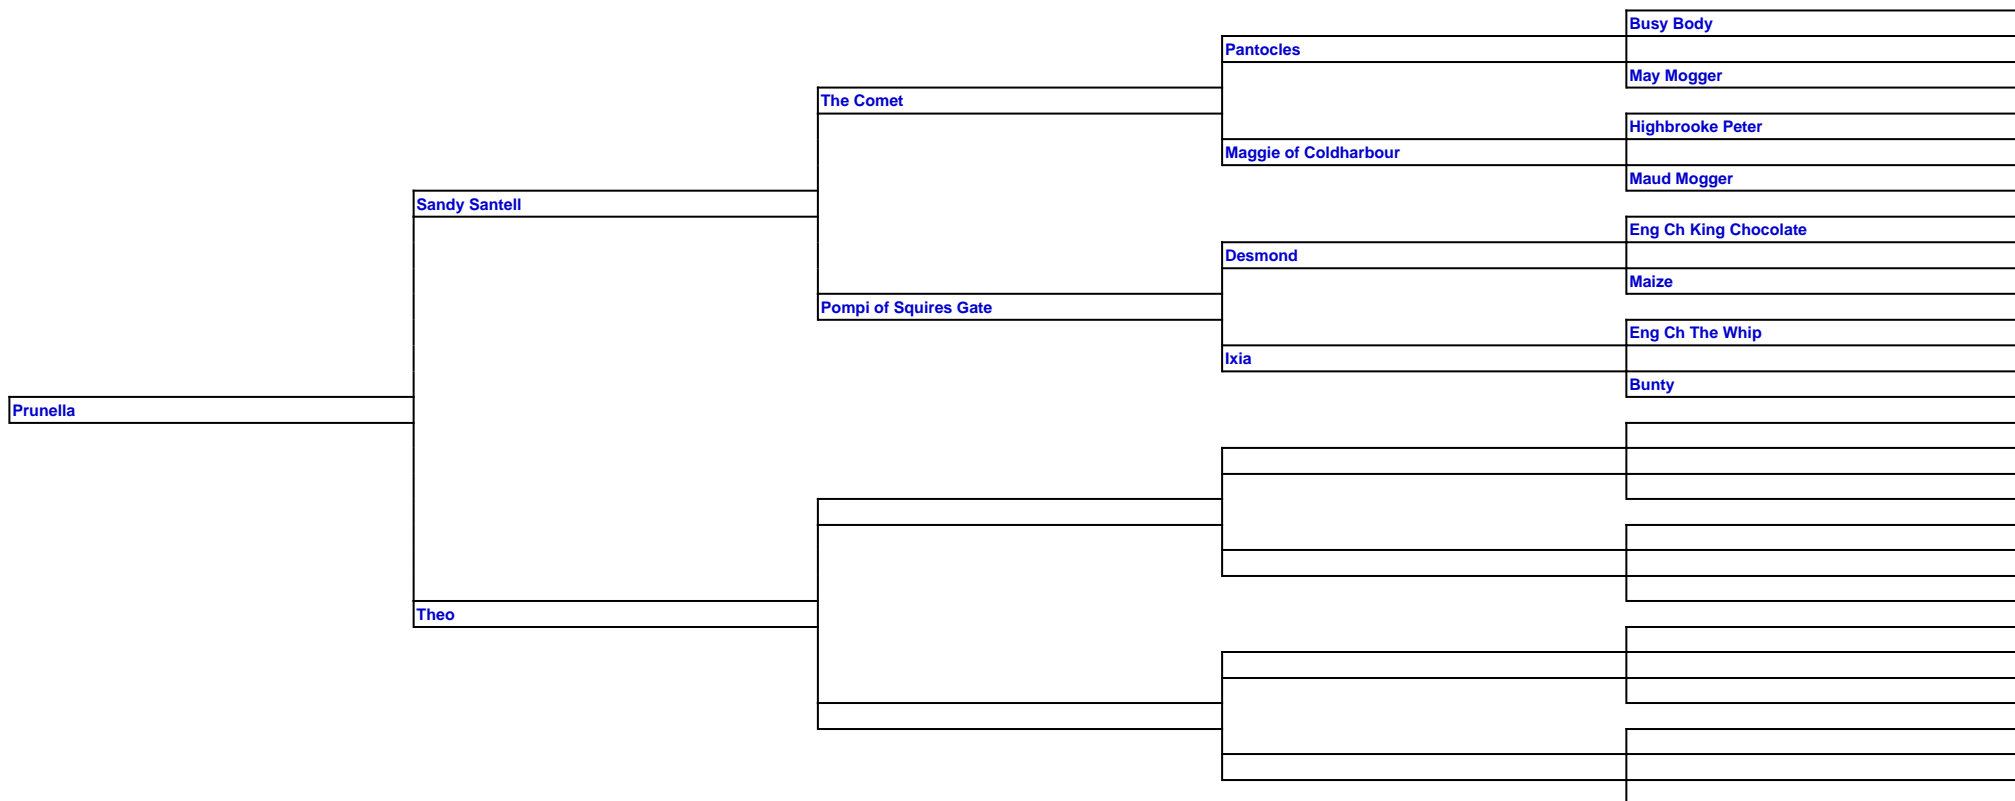 Busy Body
Pantocles
May Mogger
The Comet
Highbrooke Peter
Maggie of Coldharbour
Maud Mogger
Sandy Santell
Eng Ch King Chocolate
Desmond
Maize
Pompi of Squires Gate
Eng Ch The Whip
Ixia
Bunty
Prunella
Theo